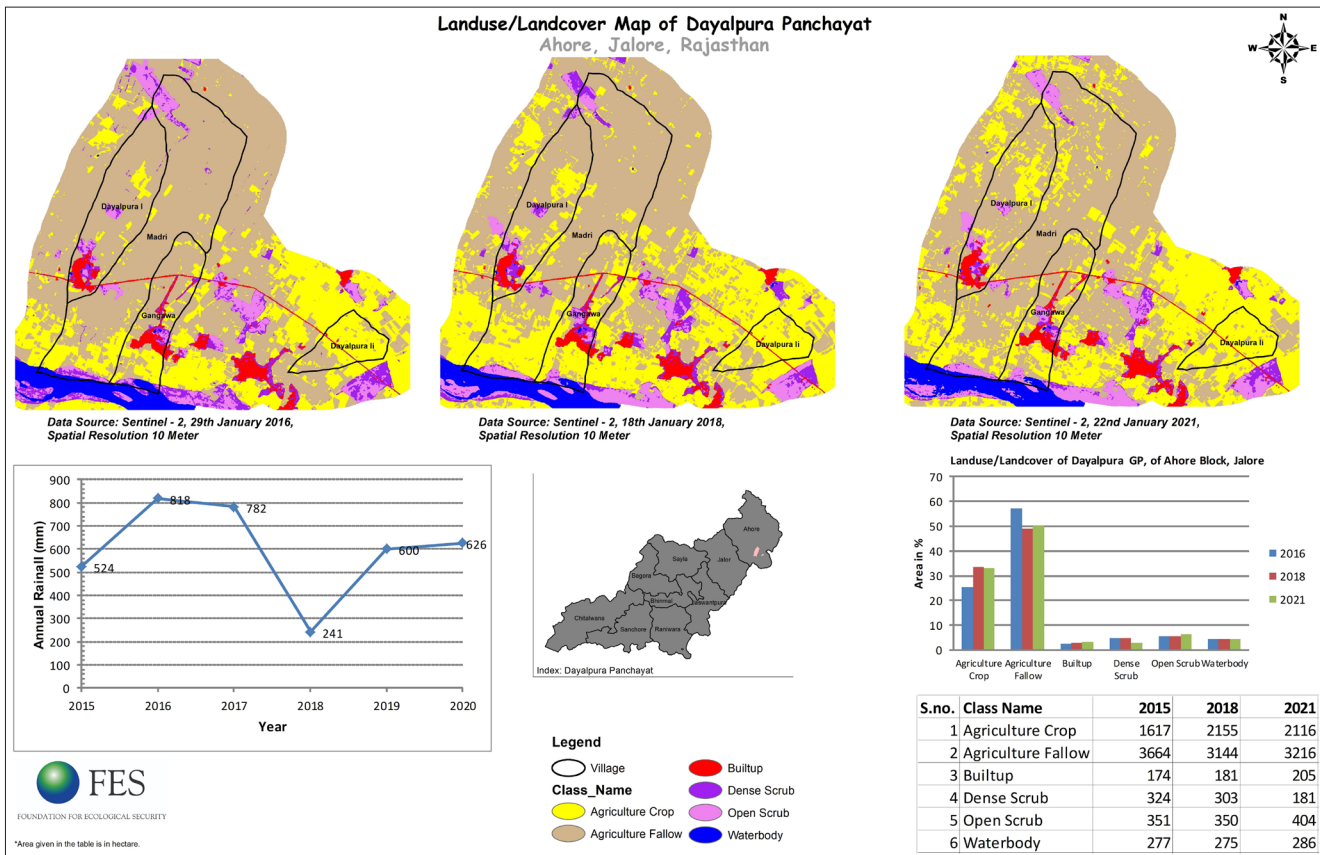 Landuse/Landcover Map of Dayalpura Panchayat
Ahore, Jalore, Rajasthan
N
W E
S
Dayalpura I
Madri
Gangawa
Dayalpura Ii
Dayalpura I
Madri
Gangawa
Dayalpura Ii
Dayalpura I
Madri
Gangawa
Dayalpura Ii
Data Source: Sentinel - 2, 29th January 2016,
Spatial Resolution 10 Meter
Data Source: Sentinel - 2, 18th January 2018,
Spatial Resolution 10 Meter
Data Source: Sentinel - 2, 22nd January 2021,
Spatial Resolution 10 Meter
Annual Rainall (mm)
900
800
700
600
500
400
300
200
100
0
524
818
782
241
600
626
2015 2016 2017 2018 2019 2020
Year
Ahore
Jalor
Sayla
Bagora
Bhinmal
Jaswantpura
Chitalwana
Sanchore
Raniwara
Index: Dayalpura Panchayat
Landuse/Landcover of Dayalpura GP, of Ahore Block, Jalore
Area in %
70
60
50
40
30
20
10
0
Agriculture Crop
Agriculture Fallow
Builtup
Dense Scrub
Open Scrub
Waterbody
2016
2018
2021
Legend
Village
Class_Name
Agriculture Crop
Agriculture Fallow
Builtup
Dense Scrub
Open Scrub
Waterbody
S.no. Class Name 2015 2018 2021
1 Agriculture Crop 1617 2155 2116
2 Agriculture Fallow 3664 3144 3216
3 Builtup 174 181 205
4 Dense Scrub 324 303 181
5 Open Scrub 351 350 404
6 Waterbody 277 275 286
FES
FOUNDATION FOR ECOLOGICAL SECURITY
*Area given in the table is in hectare.